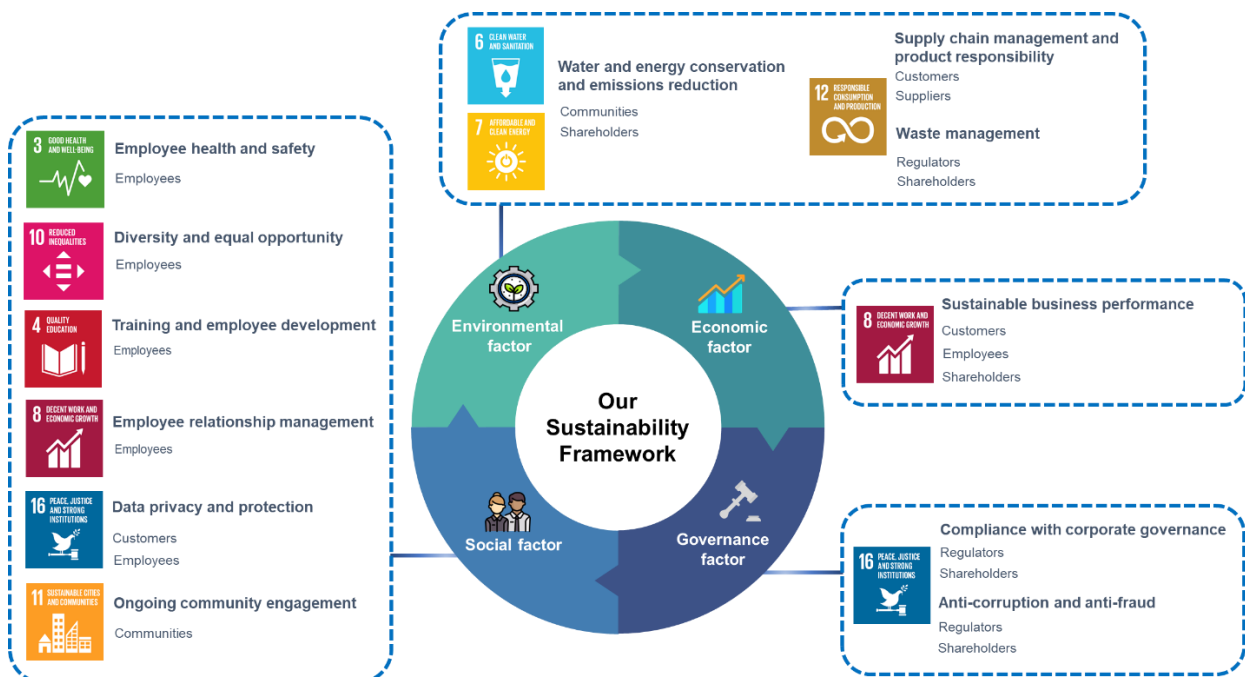 6 CLEAN WATER
AND SANITATION
7 AFFORDABLE AND
CLEAN ENERGY
Water and energy conservation
and emissions reduction
Communities
Shareholders
12 RESPONSIBLE
CONSUMPTION
AND PRODUCTION
Supply chain management and
product responsibility
Customers
Suppliers
Waste management
Regulators
Shareholders
3 GOOD HEALTH
AND WELL-BEING
Employee health and safety
Employees
10 REDUCED
INEQUALITIES
Diversity and equal opportunity
Employees
4 QUALITY
EDUCATION
Training and employee development
Employees
8 DECENT WORK AND
ECONOMIC GROWTH
Employee relationship management
Employees
16 PEACE, JUSTICE
AND STRONG
INSTITUTIONS
Data privacy and protection
Customers
Employees
11 SUSTAINABLE CITIES
AND COMMUNITIES
Ongoing community engagement
Communities
Environmental
factor
Economic
factor
Our
Sustainability
Framework
Social factor
Governance
factor
8 DECENT WORK AND
ECONOMIC GROWTH
Sustainable business performance
Customers
Employees
Shareholders
16 PEACE, JUSTICE
AND STRONG
INSTITUTIONS
Compliance with corporate governance
Regulators
Shareholders
Anti-corruption and anti-fraud
Regulators
Shareholders